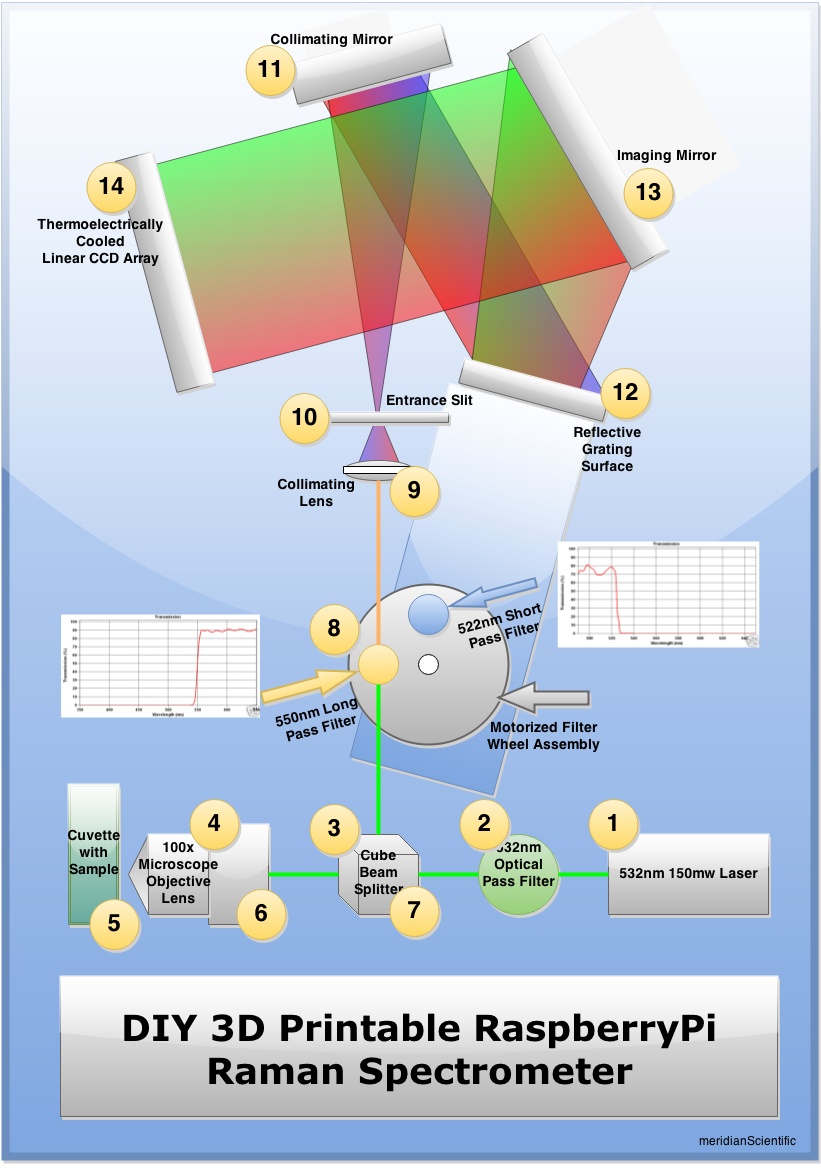 Collimating Mirror
11
Imaging Mirror
13
14
Thermoelectrically
Cooled
Linear CCD Array
12
Reflective
Grating
Surface
Entrance Slit
10
Collimating
Lens
9
Transmission
522nm Short
Pass Filter
8
Transmission
550nm Long
Pass Filter
Motorized Filter
Wheel Assembly
Cuvette
with
Sample
5
4
100x
Microscope
Objective
Lens
6
3
Cube
Beam
Splitter
7
2
532nm
Optical
Pass Filter
1
532nm 150mw Laser
DIY 3D Printable RaspberryPi
Raman Spectrometer
meridianScientific